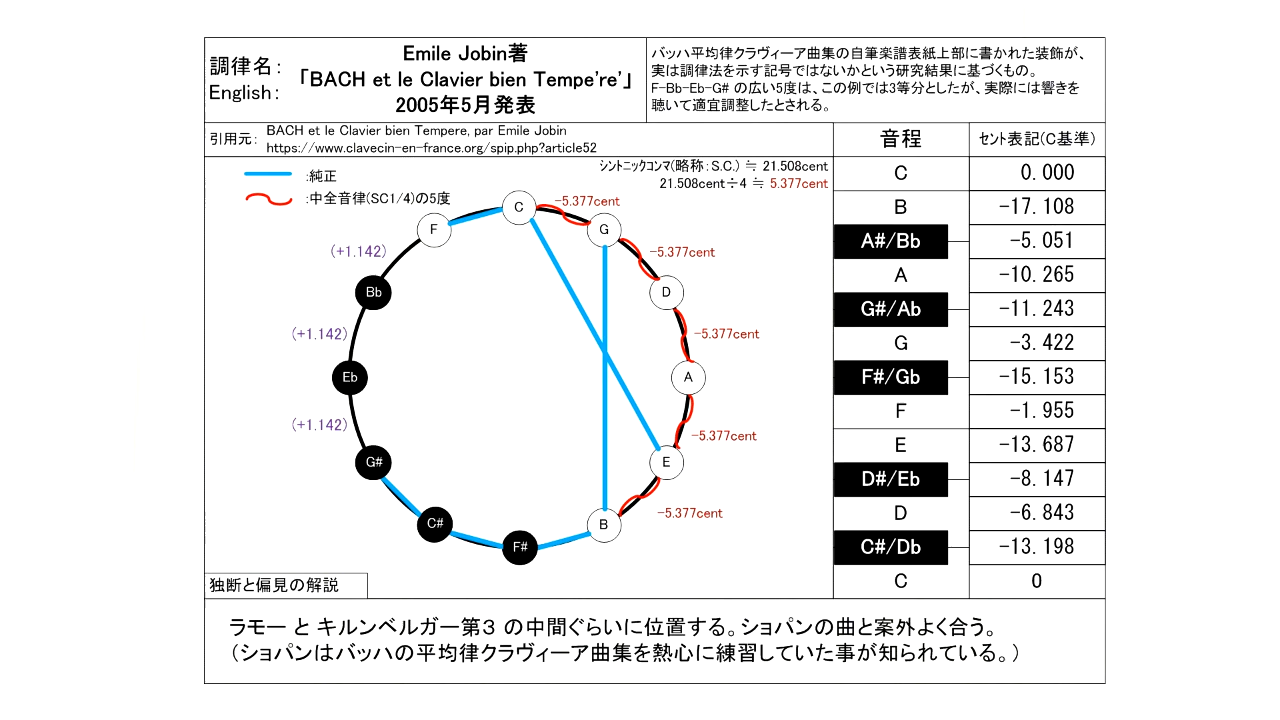 調律名：
English：
Emile Jobin著
「BACH et le Clavier bien Tempe’re’」
2005年5月発表
バッハ平均律クラヴィーア曲集の自筆楽譜表紙上部に書かれた装飾が、
実は調律法を示す記号ではないかという研究結果に基づくもの。
F-Bb-Eb-G# の広い5度は、この例では3等分としたが、実際には響きを
聴いて適宜調整したとされる。
引用元：
BACH et le Clavier bien Tempere, par Emile Jobin
https://www.clavecin-en-france.org/spip.php?article52
音程
セント表記(C基準)
シントニックコンマ(略称：S.C.) ≒ 21.508cent
21.508cent÷4 ≒ 5.377cent
：純正
：中全音律(SC1/4)の5度
C
-5.377cent
G
-5.377cent
D
-5.377cent
A
-5.377cent
E
-5.377cent
B
F#
C#
G#
(+1.142)
Eb
(+1.142)
Bb
(+1.142)
F
C 0.000
B -17.108
A#/Bb -5.051
A -10.265
G#/Ab -11.243
G -3.422
F#/Gb -15.153
F -1.955
E -13.687
D#/Eb -8.147
D -6.843
C#/Db -13.198
C 0
独断と偏見の解説
ラモー と キルンベルガー第３ の中間ぐらいに位置する。ショパンの曲と案外よく合う。
（ショパンはバッハの平均律クラヴィーア曲集を熱心に練習していた事が知られている。）